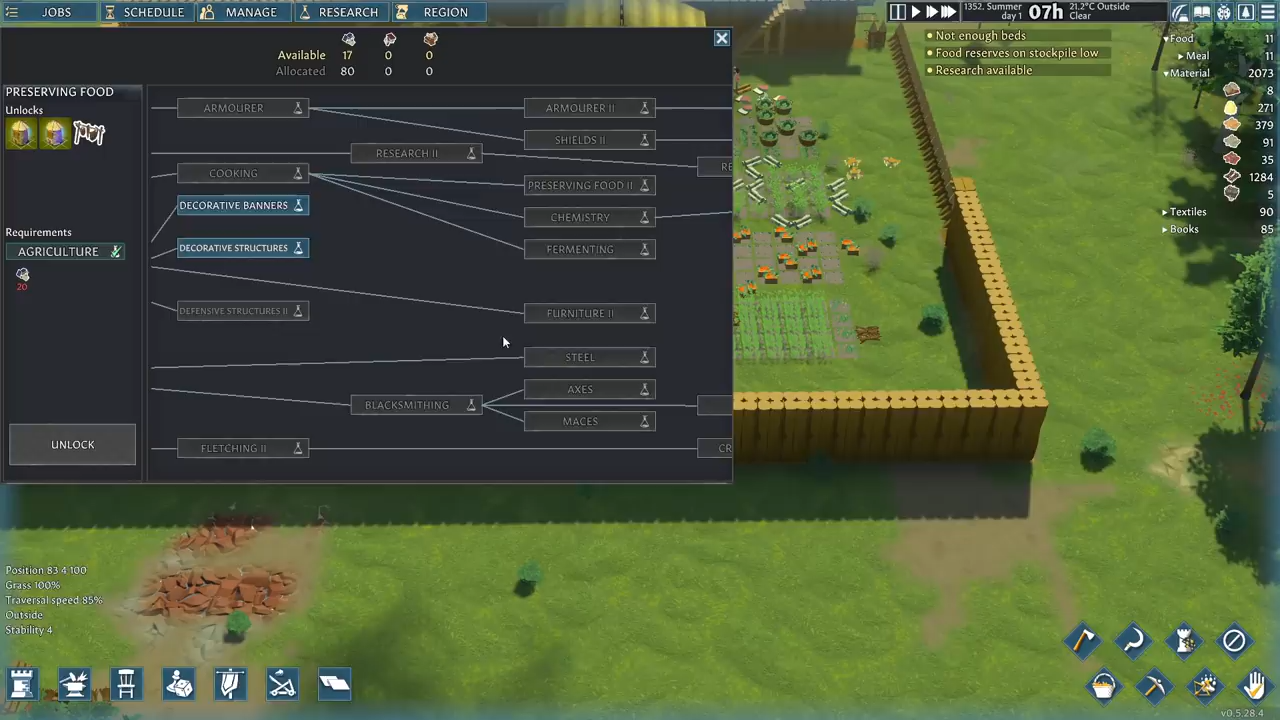 JOBS
SCHEDULE
MANAGE
RESEARCH
REGION
1352. Summer
day 1
07h
21.2°C Outside
Clear
Available 17 0 0
Allocated 80 0 0
Not enough beds
Food reserves on stockpile low
Research available
Food 11
Meal 11
Material 2073
8
271
379
91
35
1284
5
Textiles 90
Books 85
PRESERVING FOOD
Unlocks
Requirements
AGRICULTURE
20
UNLOCK
ARMOURER
ARMOURER II
SHIELDS II
RESEARCH II
RE
COOKING
PRESERVING FOOD II
DECORATIVE BANNERS
CHEMISTRY
DECORATIVE STRUCTURES
FERMENTING
DEFENSIVE STRUCTURES II
FURNITURE II
STEEL
AXES
BLACKSMITHING
MACES
FLETCHING II
CR
Position 83 4 100
Grass 100%
Traversal speed 85%
Outside
Stability 4
v0.5.28.4